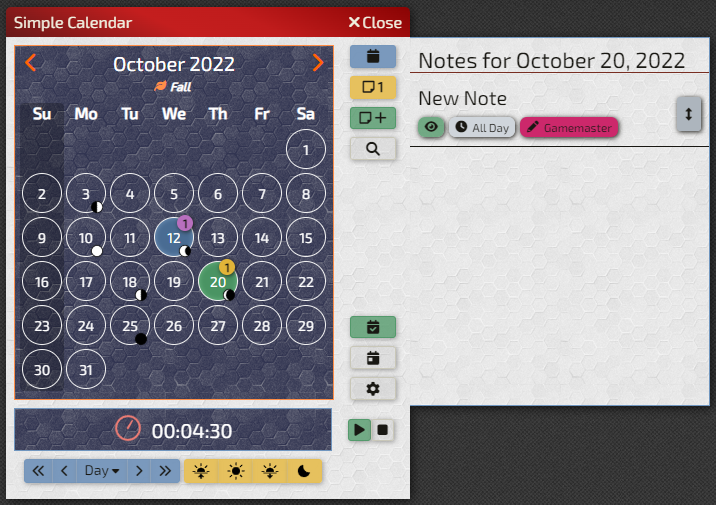 Simple Calendar
Close
October 2022
Fall
Su Mo Tu We Th Fr Sa
1
2 3 4 5 6 7 8
1
9 10 11 12 13 14 15
1
16 17 18 19 20 21 22
23 24 25 26 27 28 29
30 31
00:04:30
Day
1
Notes for October 20, 2022
New Note
All Day
Gamemaster